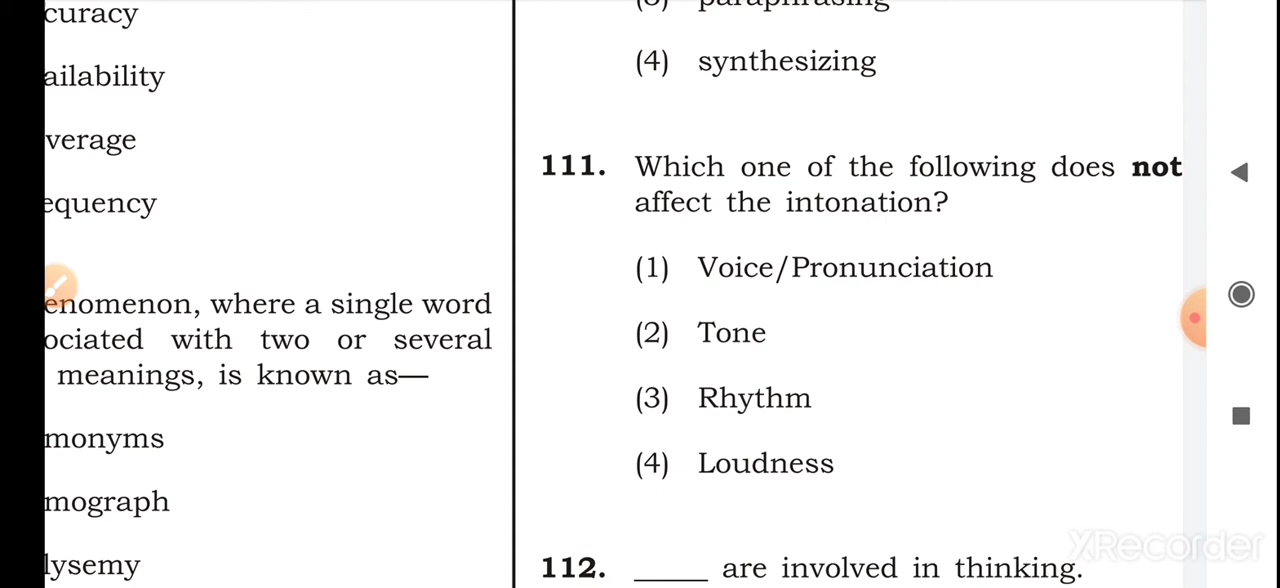 curacy
ailability
verage
equency
enomenon, where a single word
ociated with two or several
meanings, is known as—
monyms
mograph
lysemy
(3) paraphrasing
(4) synthesizing
111. Which one of the following does not
affect the intonation?
(1) Voice/Pronunciation
(2) Tone
(3) Rhythm
(4) Loudness
112. _____ are involved in thinking.
XRecorder